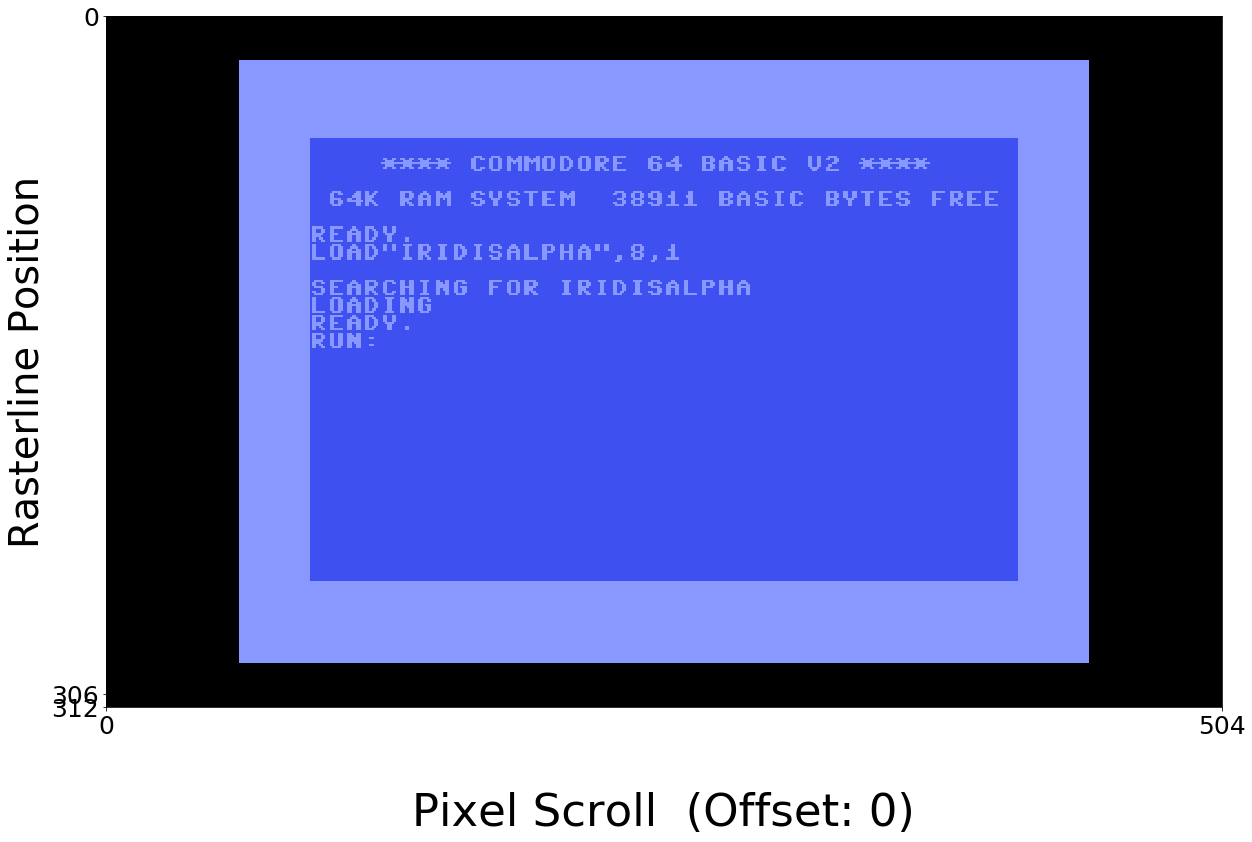 0
**** COMMODORE 64 BASIC V2 ****
64K RAM SYSTEM  38911 BASIC BYTES FREE
READY.
LOAD"IRIDISALPHA",8,1
SEARCHING FOR IRIDISALPHA
LOADING
READY.
RUN:
Rasterline Position
306
312
0
504
Pixel Scroll  (Offset: 0)